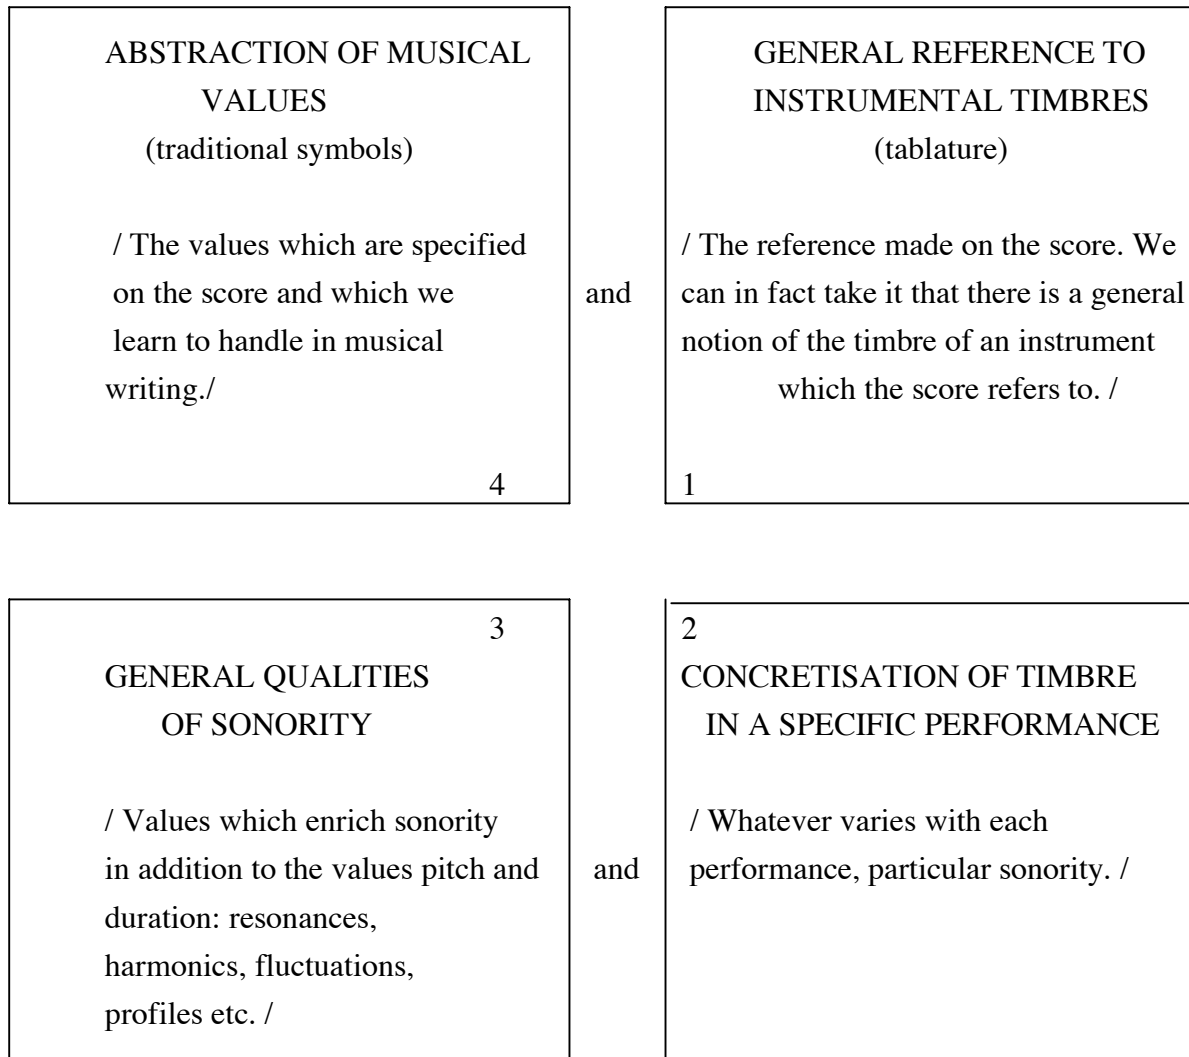 ABSTRACTION OF MUSICAL
VALUES
(traditional symbols)
/ The values which are specified
on the score and which we
learn to handle in musical
writing./
4
and
GENERAL REFERENCE TO
INSTRUMENTAL TIMBRES
(tablature)
/ The reference made on the score. We
can in fact take it that there is a general
notion of the timbre of an instrument
which the score refers to. /
1
3
GENERAL QUALITIES
OF SONORITY
/ Values which enrich sonority
in addition to the values pitch and
duration: resonances,
harmonics, fluctuations,
profiles etc. /
and
2
CONCRETISATION OF TIMBRE
IN A SPECIFIC PERFORMANCE
/ Whatever varies with each
performance, particular sonority. /